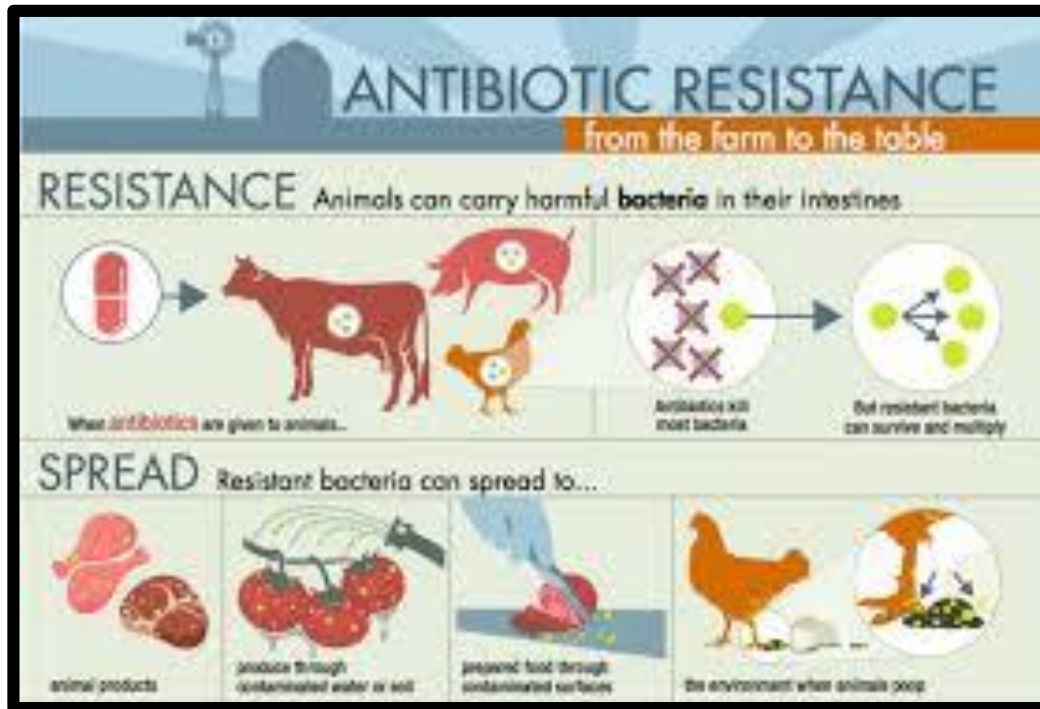 ANTIBIOTIC RESISTANCE
from the farm to the table
RESISTANCE Animals can carry harmful bacteria in their intestines
When antibiotics are given to animals...
Antibiotics kill
most bacteria
But resistant bacteria
can survive and multiply
SPREAD Resistant bacteria can spread to...
animal products
produce through
contaminated water or soil
prepared food through
contaminated surfaces
the environment when animals poop